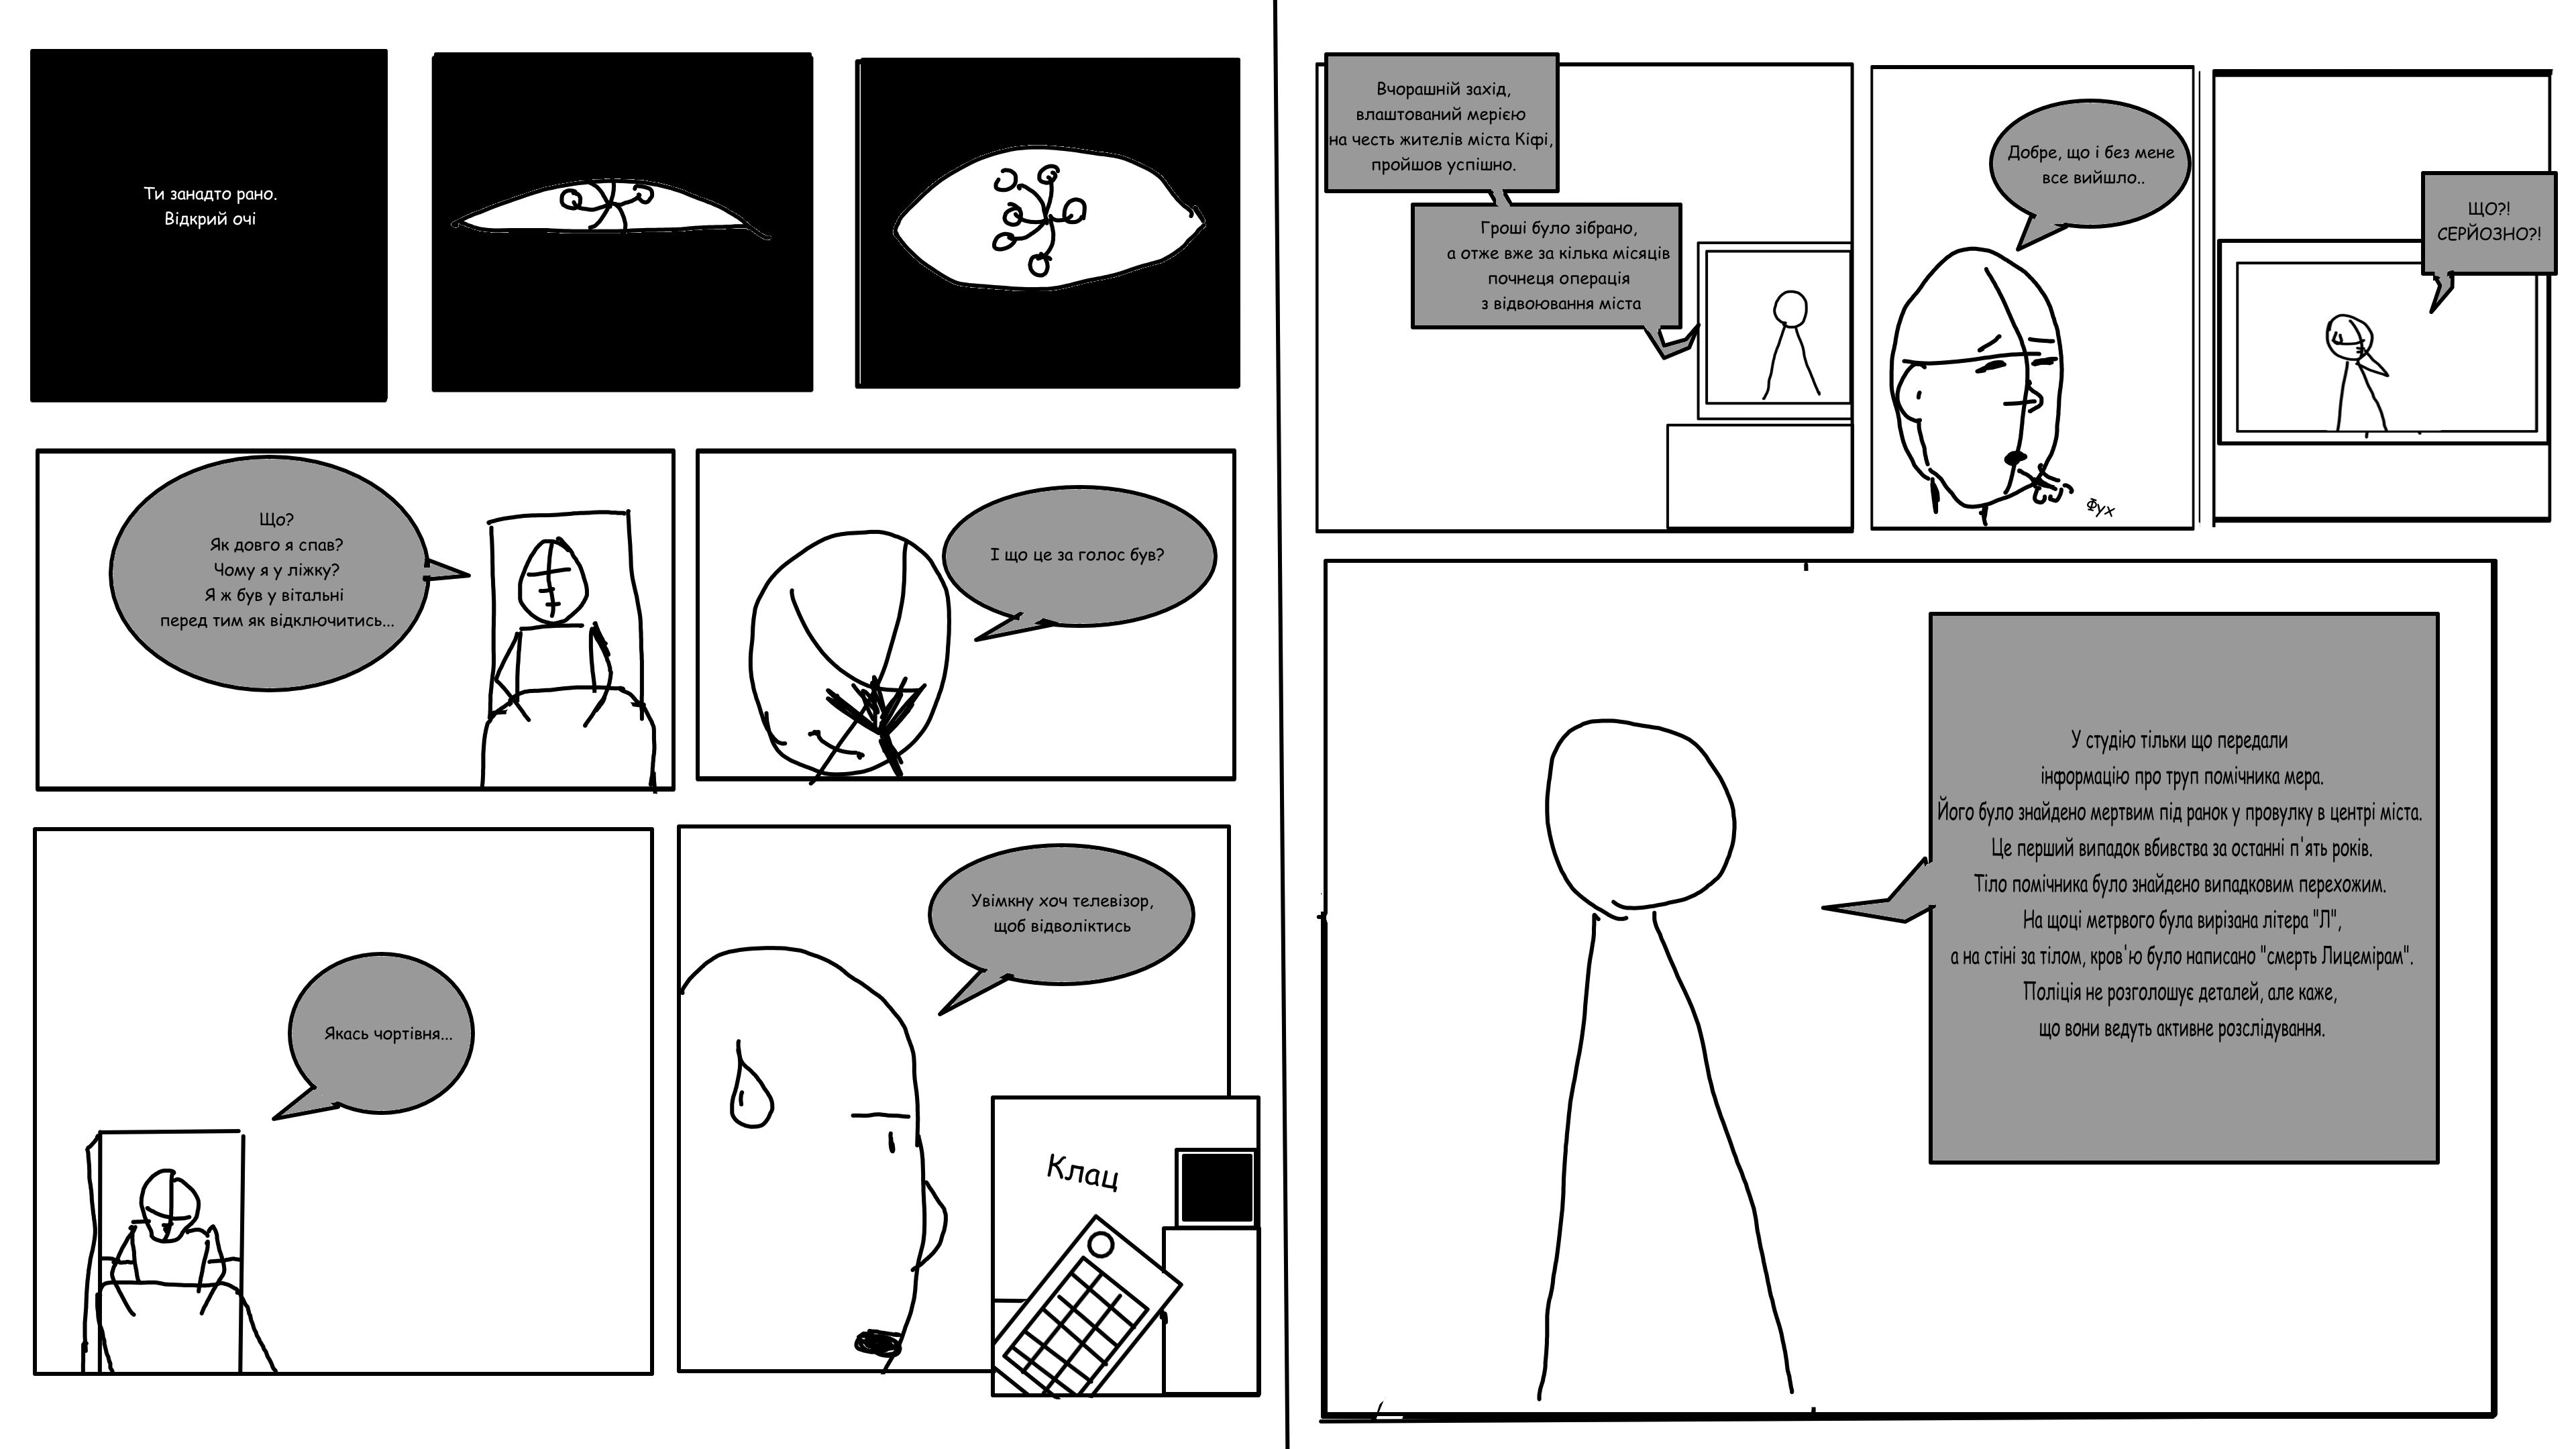 Ти занадто рано.
Відкрий очі
Що?
Як довго я спав?
Чому я у ліжку?
Я ж був у вітальні
перед тим як відключитись...
І що це за голос був?
Якась чортівня...
Увімкну хоч телевізор,
щоб відволіктись
Клац
Вчорашній захід,
влаштований мерією
на честь жителів міста Кіфі,
пройшов успішно.
Гроші було зібрано,
а отже вже за кілька місяців
почнеця операція
з відвоювання міста
Добре, що і без мене
все вийшло..
Фух
ЩО?!
СЕРЙОЗНО?!
У студію тільки що передали
інформацію про труп помічника мера.
Його було знайдено мертвим під ранок у провулку в центрі міста.
Це перший випадок вбивства за останні п'ять років.
Тіло помічника було знайдено випадковим перехожим.
На щоці метрвого була вирізана літера "Л",
а на стіні за тілом, кров'ю було написано "смерть Лицемірам".
Поліція не розголошує деталей, але каже,
що вони ведуть активне розслідування.